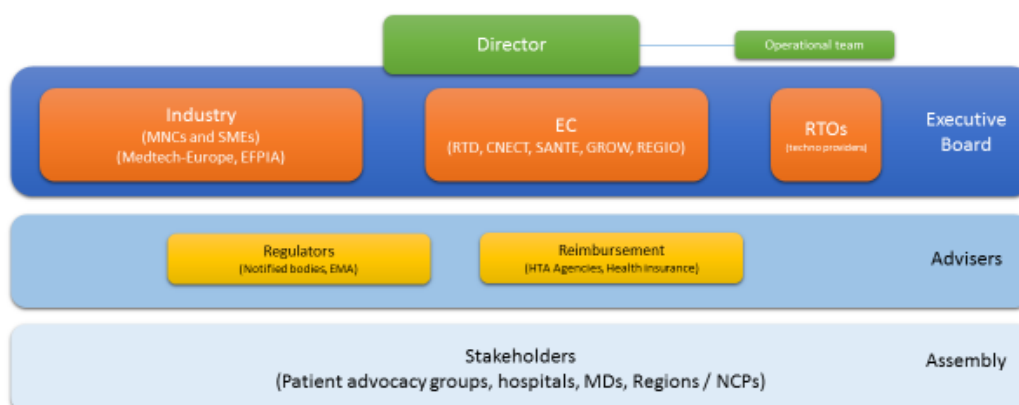 Director
Operational team
Industry
(MNCs and SMEs)
(Medtech-Europe, EFPIA)
EC
(RTD, CNECT, SANTE, GROW, REGIO)
RTOs
(techno providers)
Executive
Board
Regulators
(Notified bodies, EMA)
Reimbursement
(HTA Agencies, Health insurance)
Advisers
Stakeholders
(Patient advocacy groups, hospitals, MDs, Regions / NCPs)
Assembly